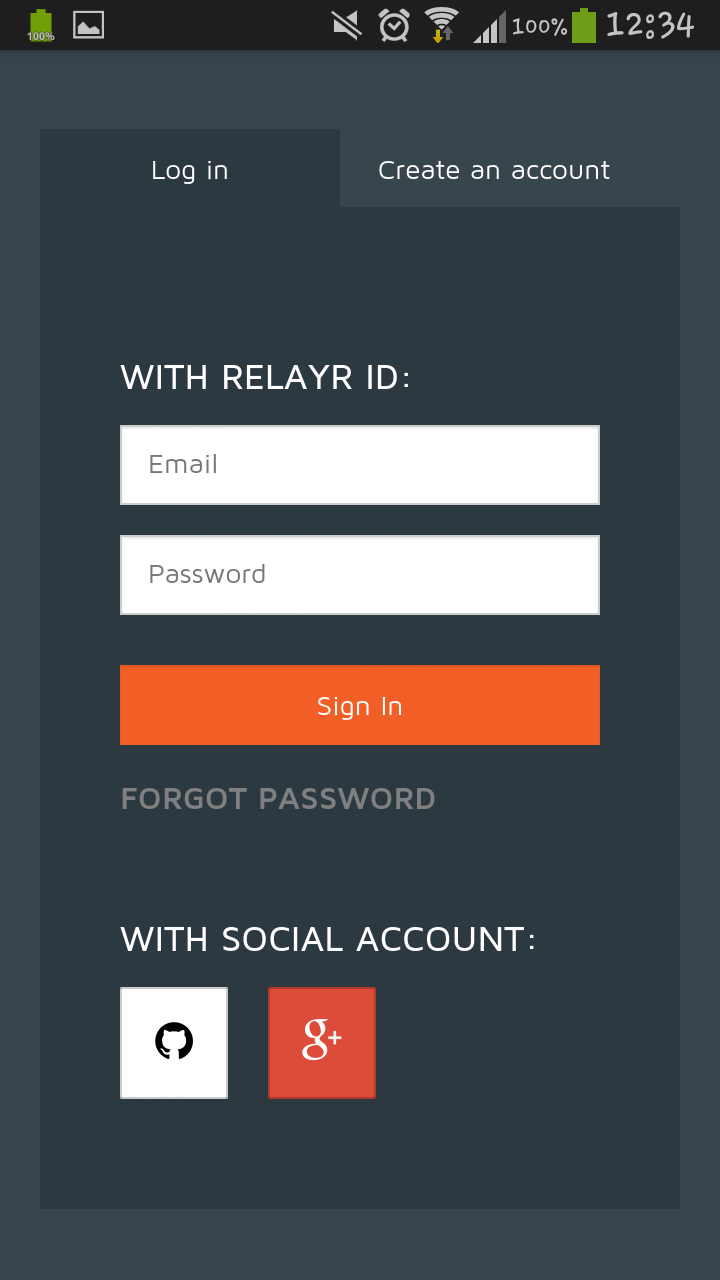 100% 100% 12:34
Log in Create an account
WITH RELAYR ID:
Email
Password
Sign In
FORGOT PASSWORD
WITH SOCIAL ACCOUNT:
g+